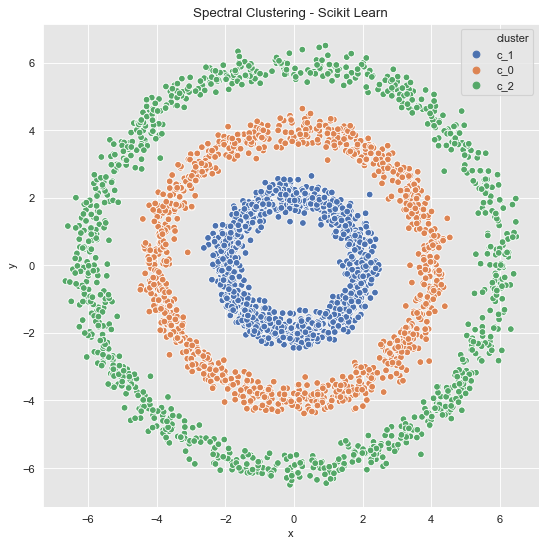 Spectral Clustering - Scikit Learn
cluster
c_1
c_0
c_2
6
4
2
0
−2
−4
−6
y
−6 −4 −2 0 2 4 6
x